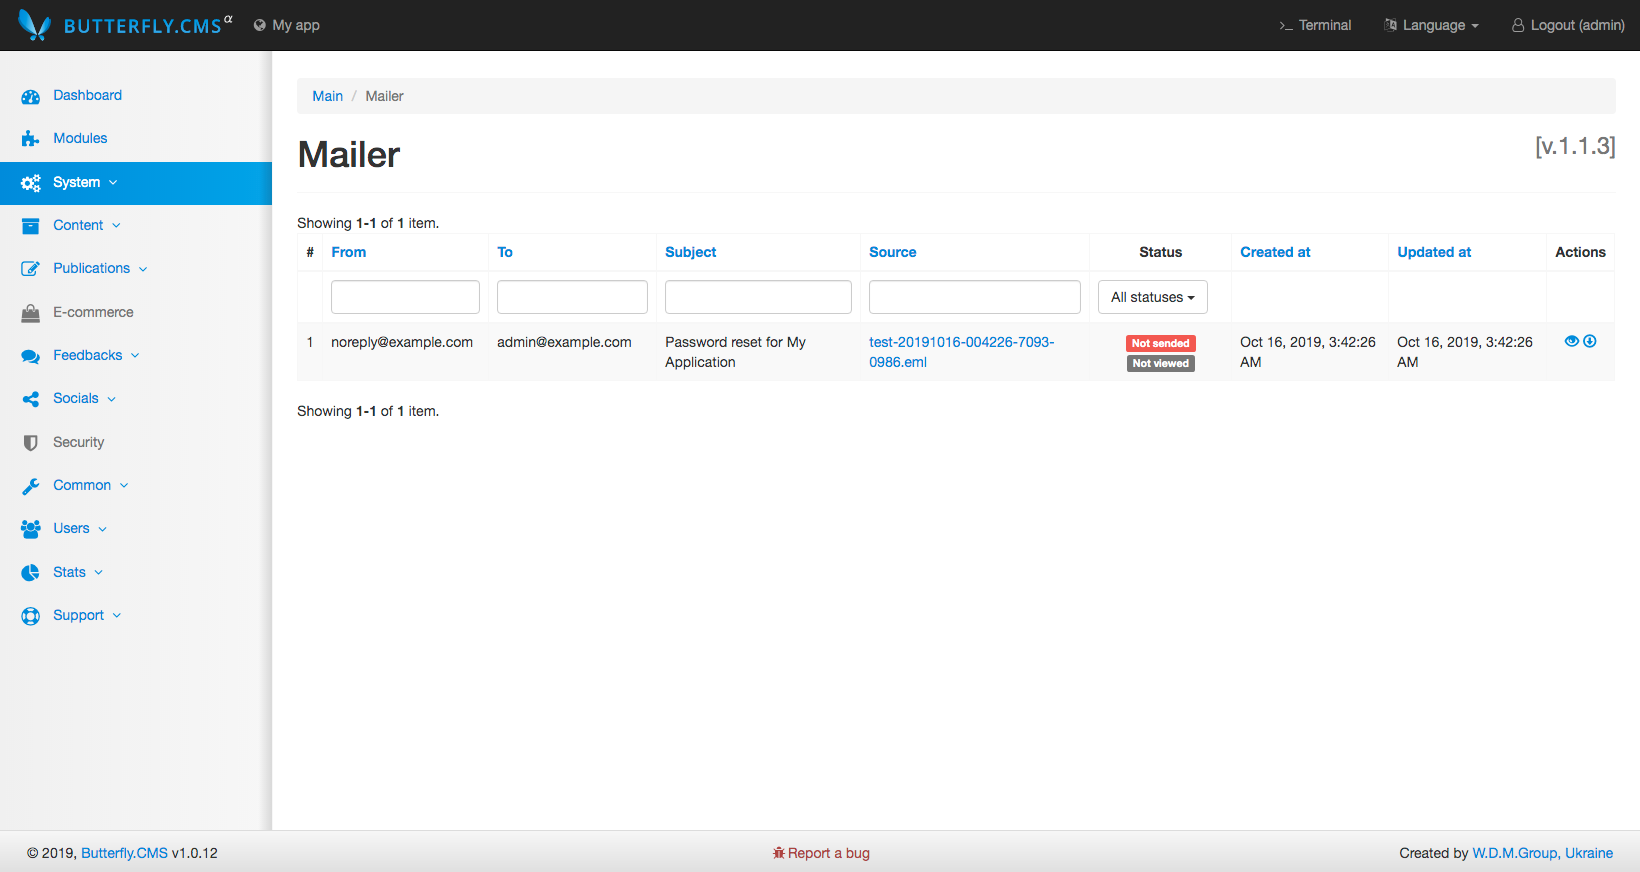 BUTTERFLY.CMS α My app >_ Terminal Language Logout (admin)
Dashboard
Modules
System
Content
Publications
E-commerce
Feedbacks
Socials
Security
Common
Users
Stats
Support
Main / Mailer
Mailer [v.1.1.3]
Showing 1-1 of 1 item.
# From To Subject Source Status Created at Updated at Actions
All statuses
1 noreply@example.com admin@example.com Password reset for My test-20191016-004226-7093- Not sended Oct 16, 2019, 3:42:26 Oct 16, 2019, 3:42:26
Application 0986.eml Not viewed AM AM
Showing 1-1 of 1 item.
© 2019, Butterfly.CMS v1.0.12 Report a bug Created by W.D.M.Group, Ukraine